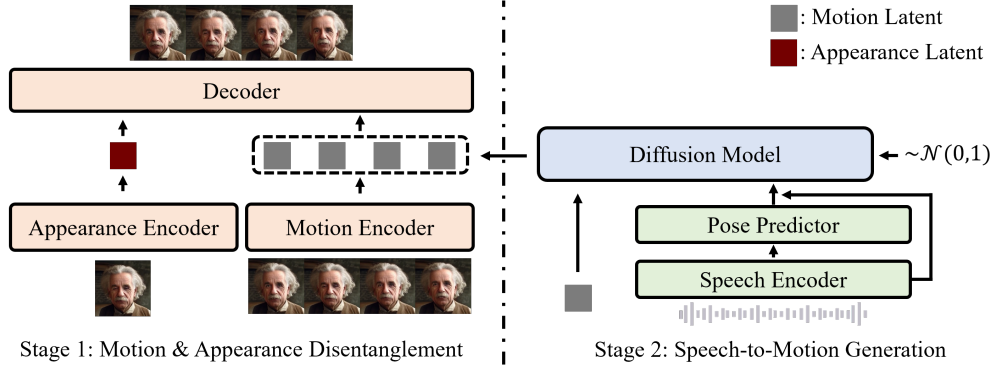 : Motion Latent
: Appearance Latent
Decoder
Appearance Encoder
Motion Encoder
Stage 1: Motion & Appearance Disentanglement
Diffusion Model
~𝒩(0,1)
Pose Predictor
Speech Encoder
Stage 2: Speech-to-Motion Generation